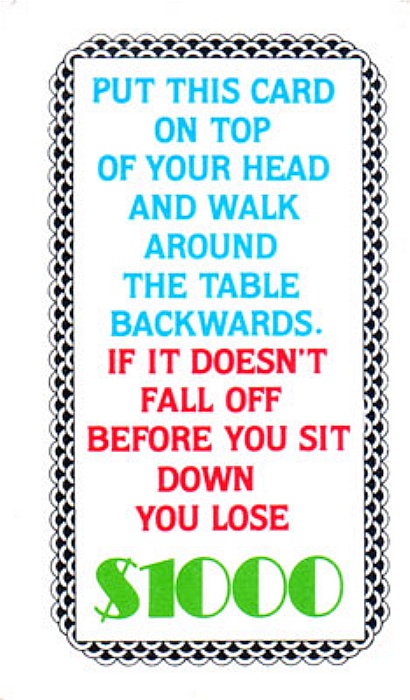 PUT THIS CARD
ON TOP
OF YOUR HEAD
AND WALK
AROUND
THE TABLE
BACKWARDS.
IF IT DOESN'T
FALL OFF
BEFORE YOU SIT
DOWN
YOU LOSE
$1000